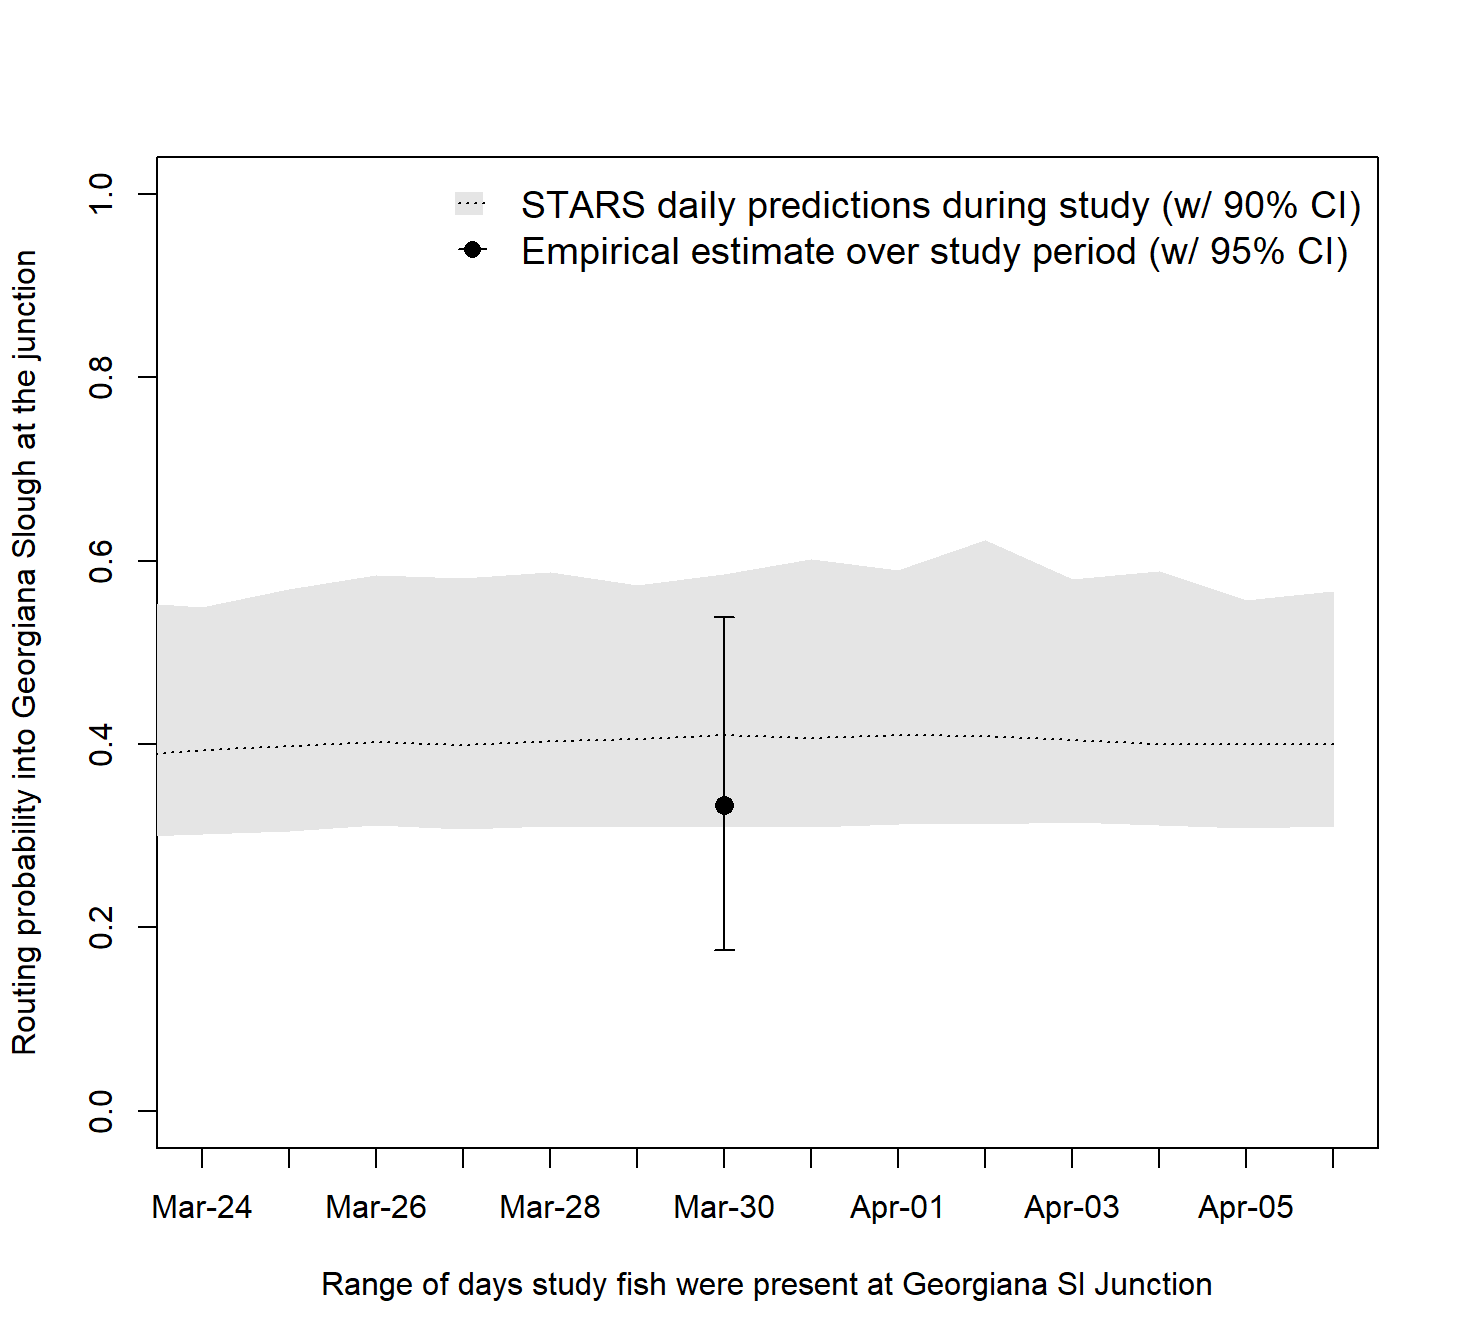 STARS daily predictions during study (w/ 90% CI)
Empirical estimate over study period (w/ 95% CI)
Routing probability into Georgiana Slough at the junction
1.0
0.8
0.6
0.4
0.2
0.0
Mar-24 Mar-26 Mar-28 Mar-30 Apr-01 Apr-03 Apr-05
Range of days study fish were present at Georgiana Sl Junction